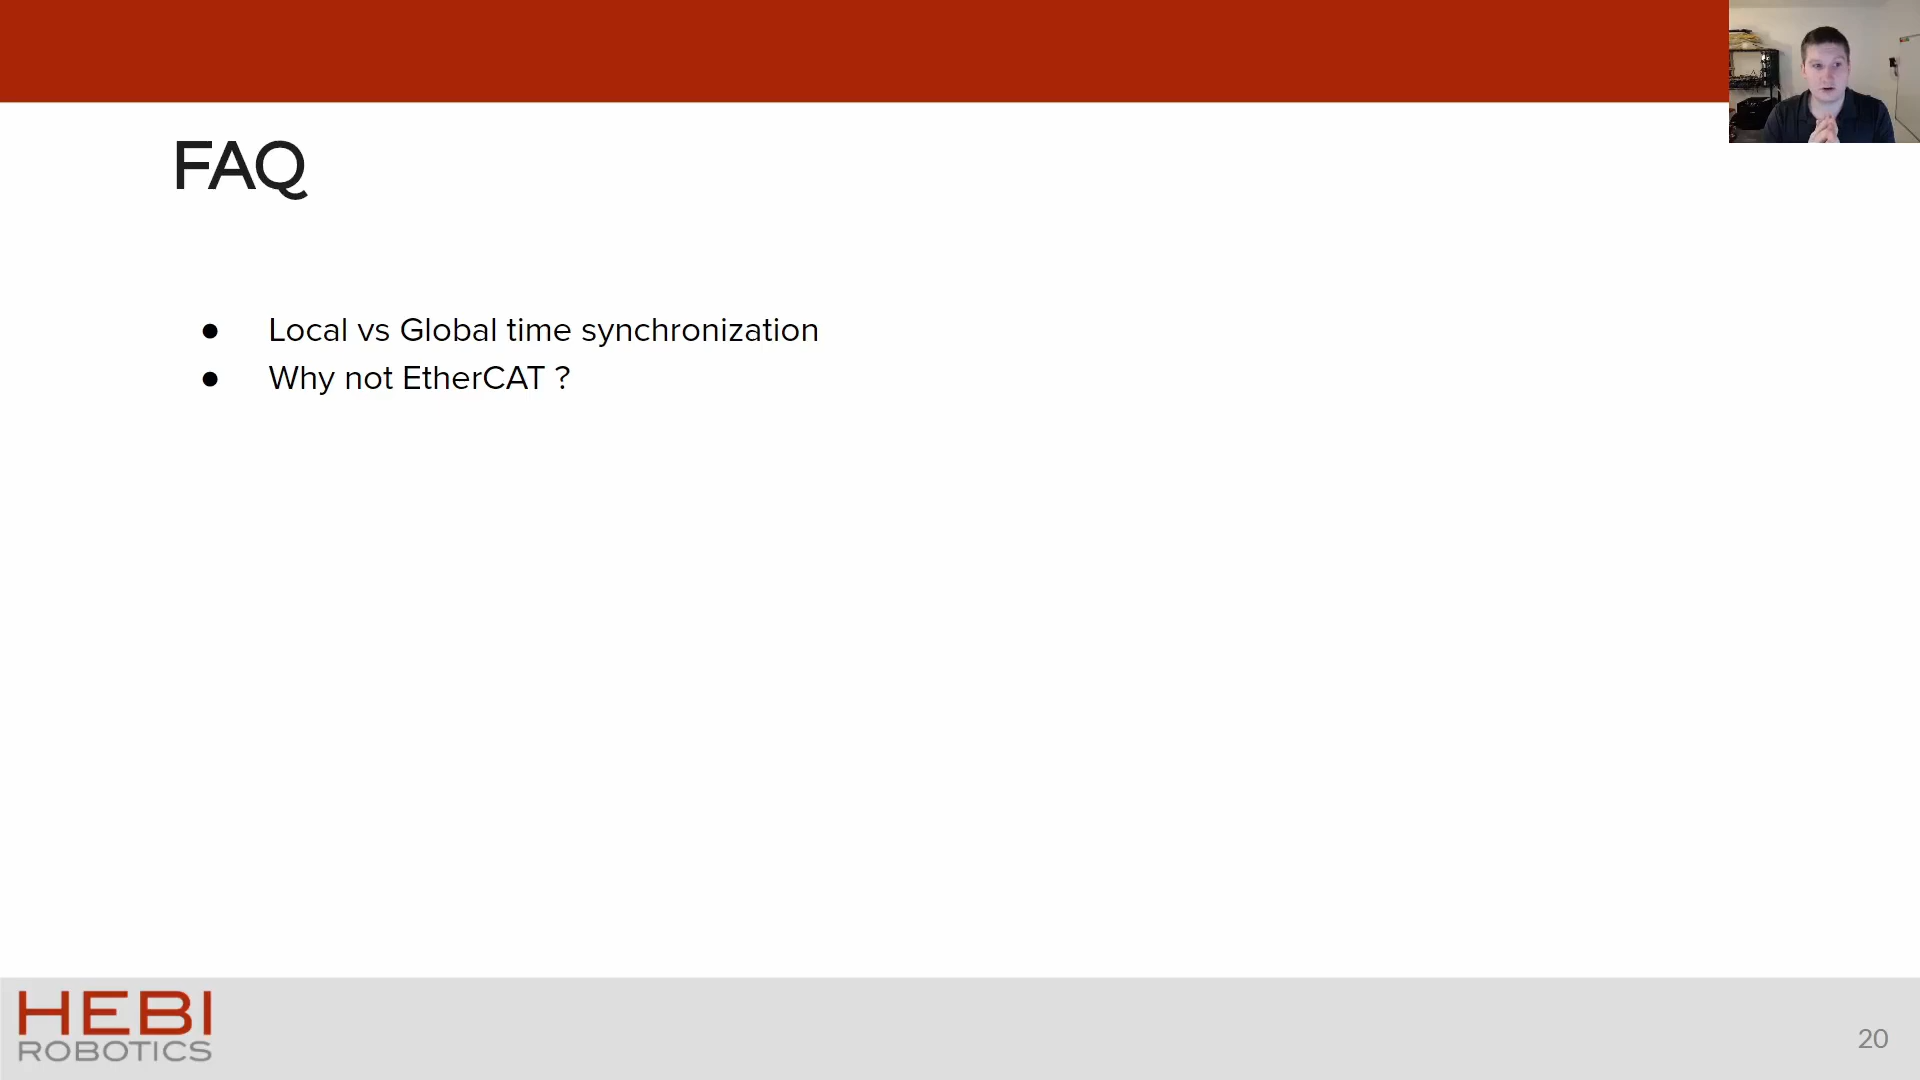 FAQ
● Local vs Global time synchronization
● Why not EtherCAT ?
HEBI
ROBOTICS
20